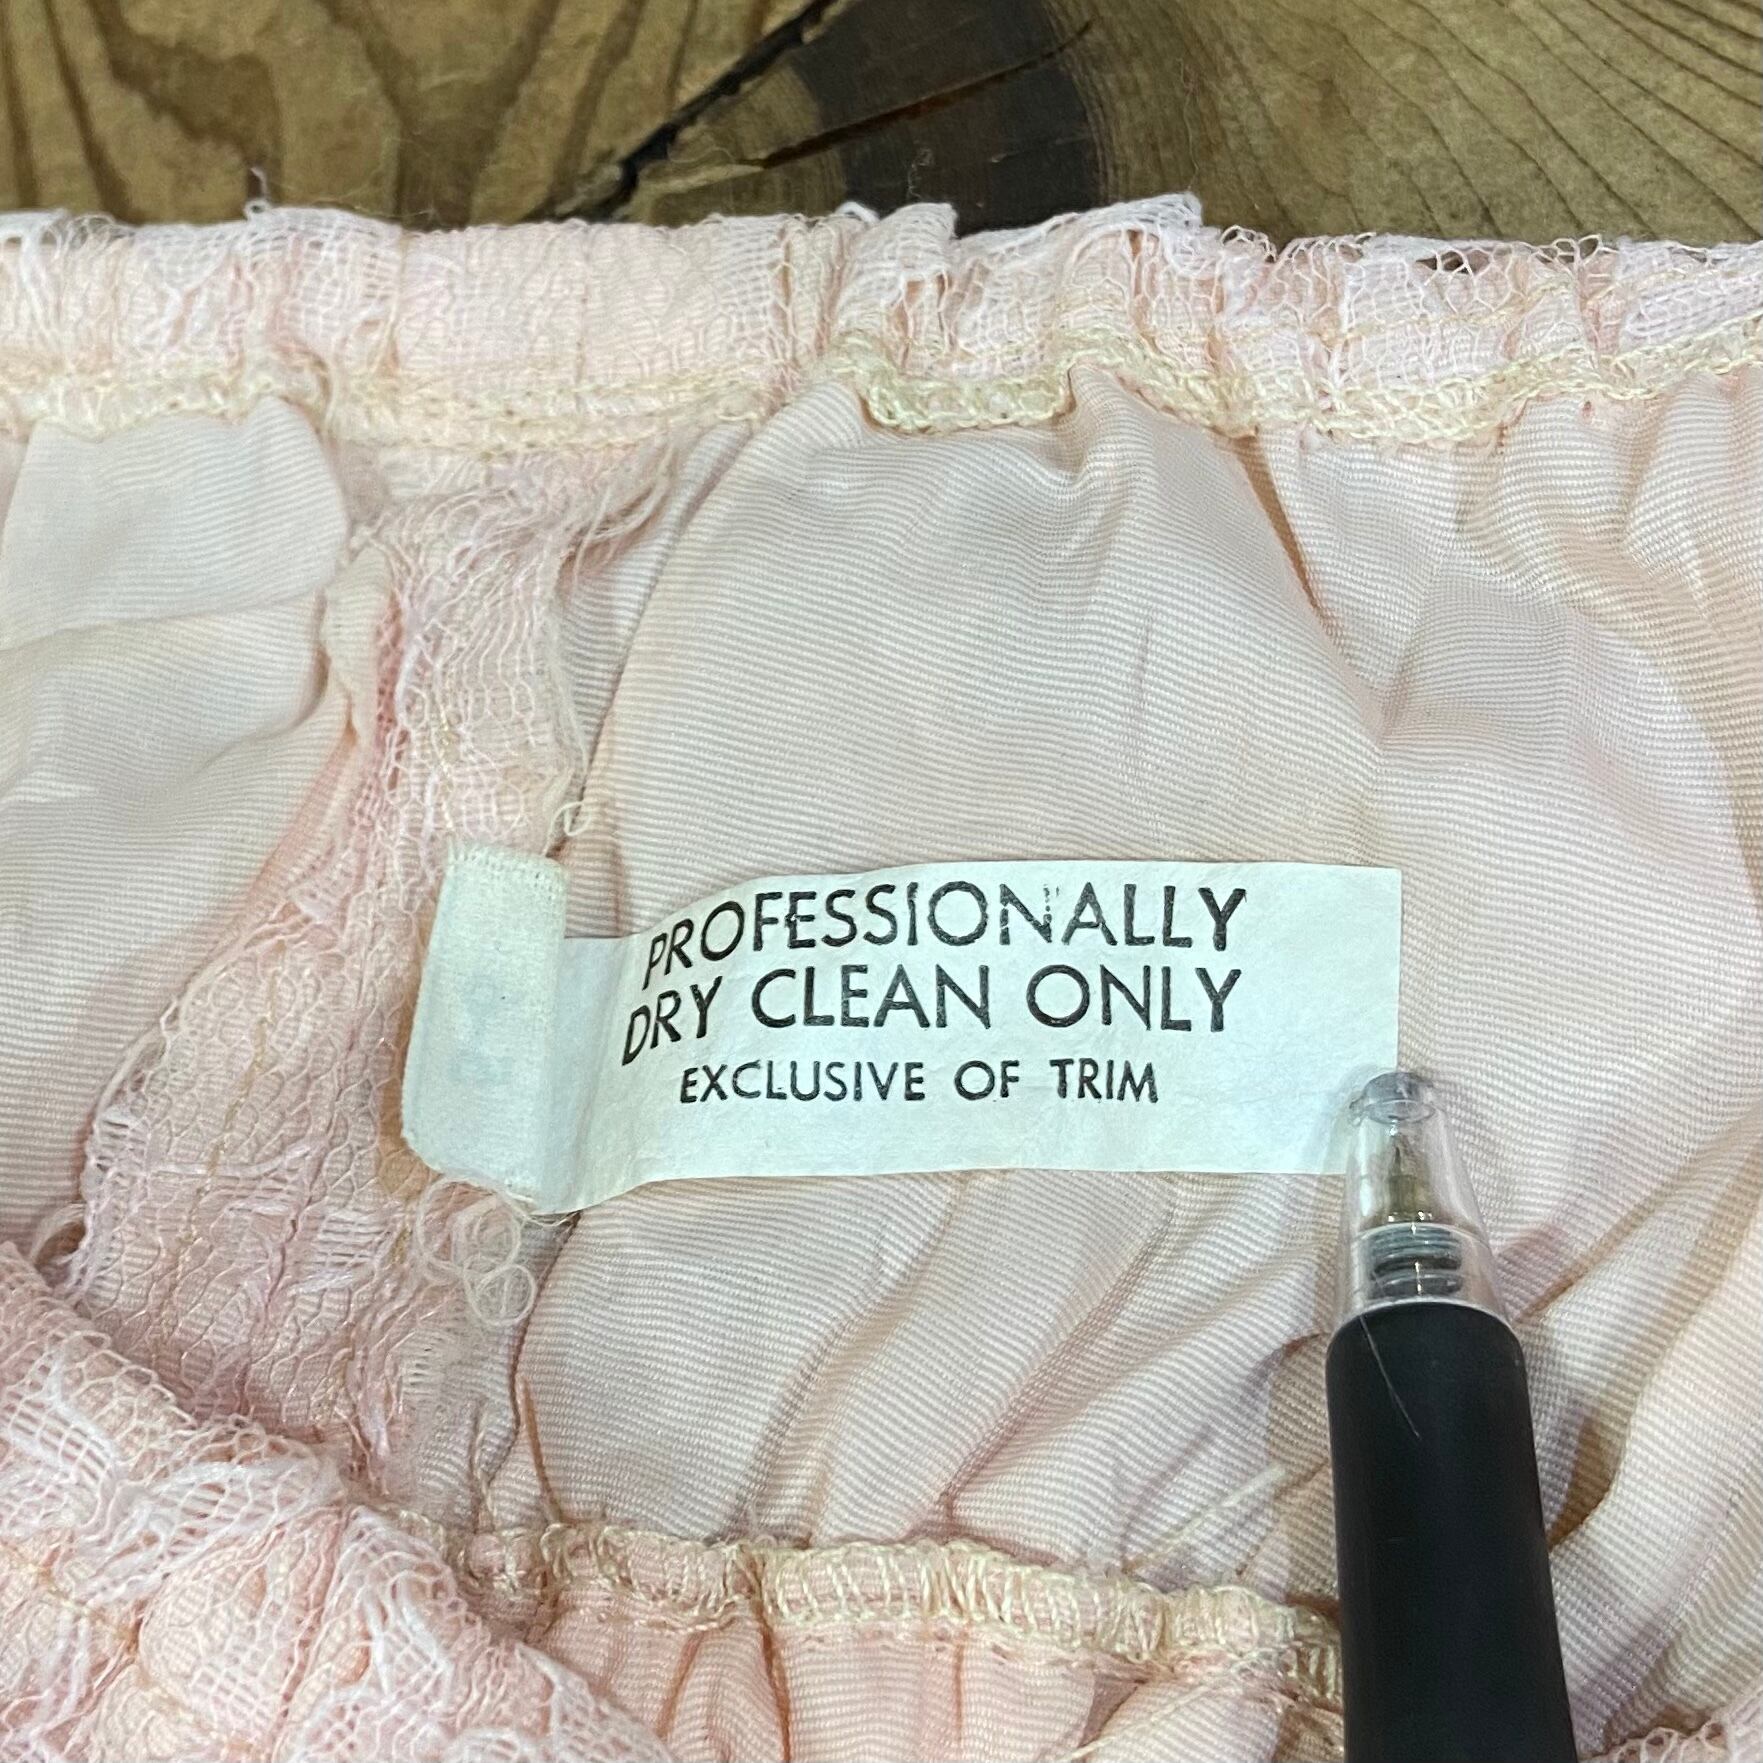 PROFESSIONALLY
DRY CLEAN ONLY
EXCLUSIVE OF TRIM